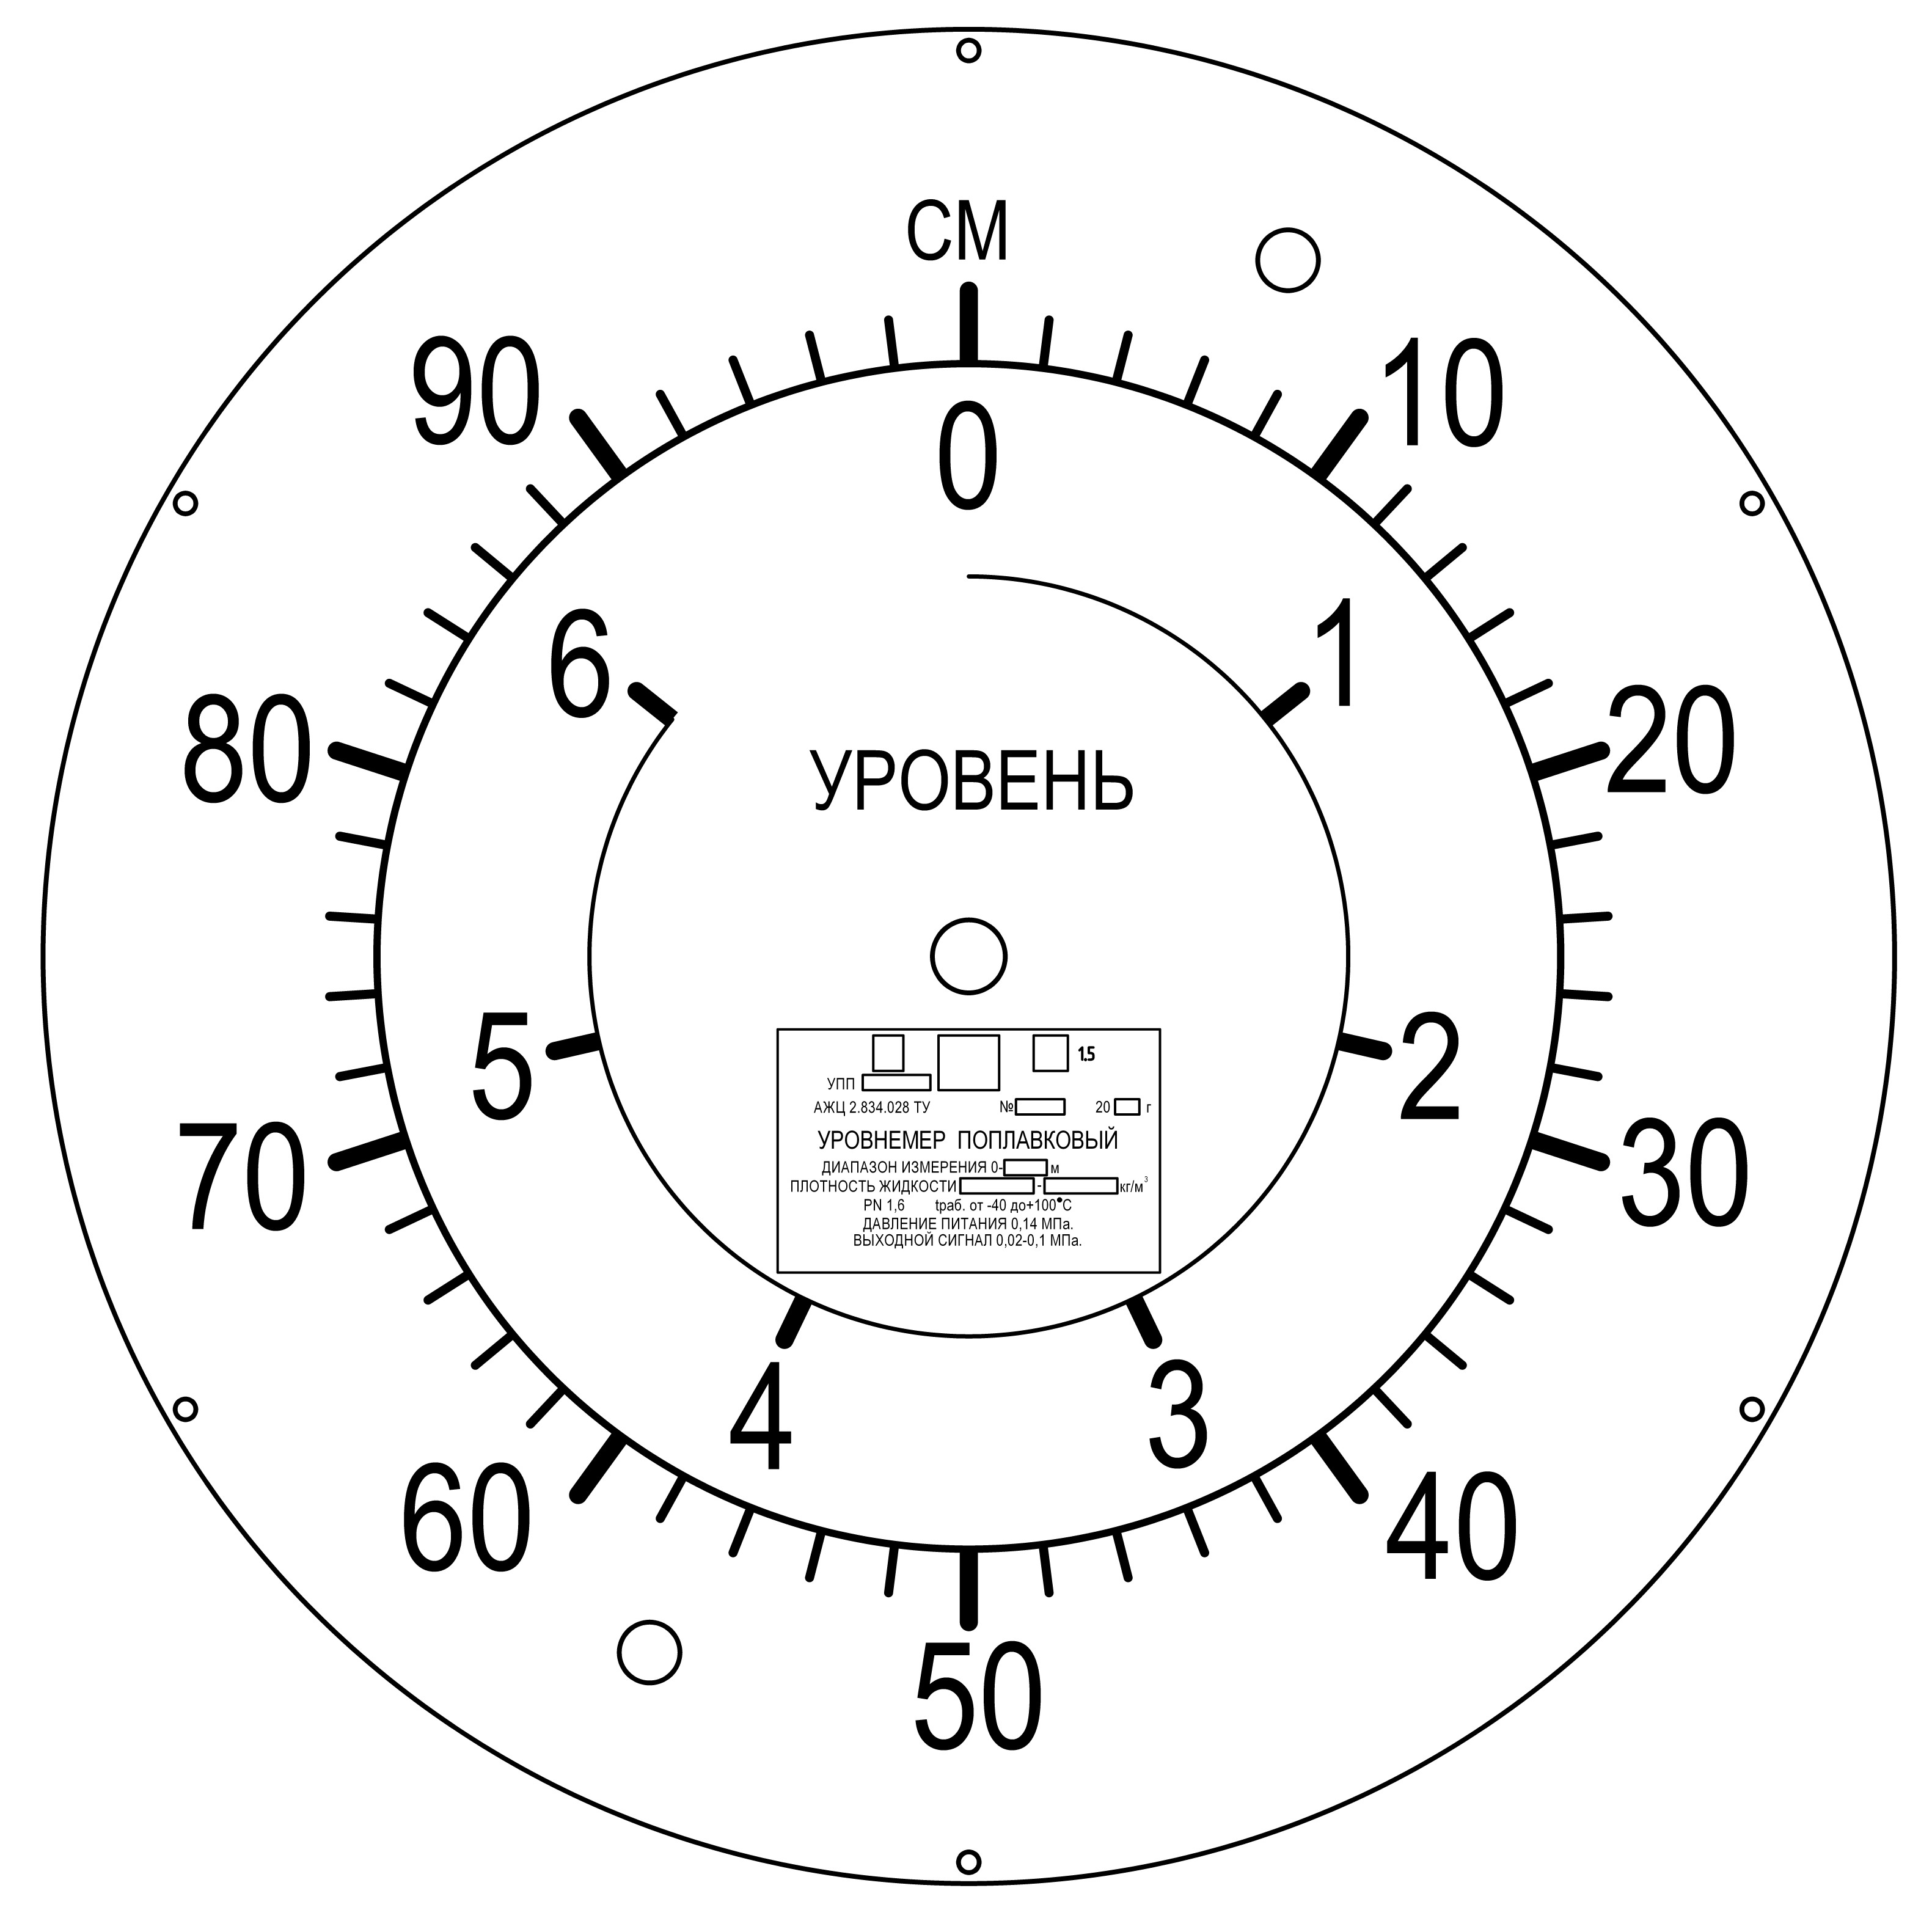 СМ
90
10
0
6
1
80
20
УРОВЕНЬ
5
2
1.5
УПП
АЖЦ 2.834.028 ТУ № 20 г
УРОВНЕМЕР ПОПЛАВКОВЫЙ
ДИАПАЗОН ИЗМЕРЕНИЯ 0- м
ПЛОТНОСТЬ ЖИДКОСТИ - кг/м³
PN 1,6 tраб. от -40 до+100°С
ДАВЛЕНИЕ ПИТАНИЯ 0,14 МПа.
ВЫХОДНОЙ СИГНАЛ 0,02-0,1 МПа.
70
30
4
3
60
40
50